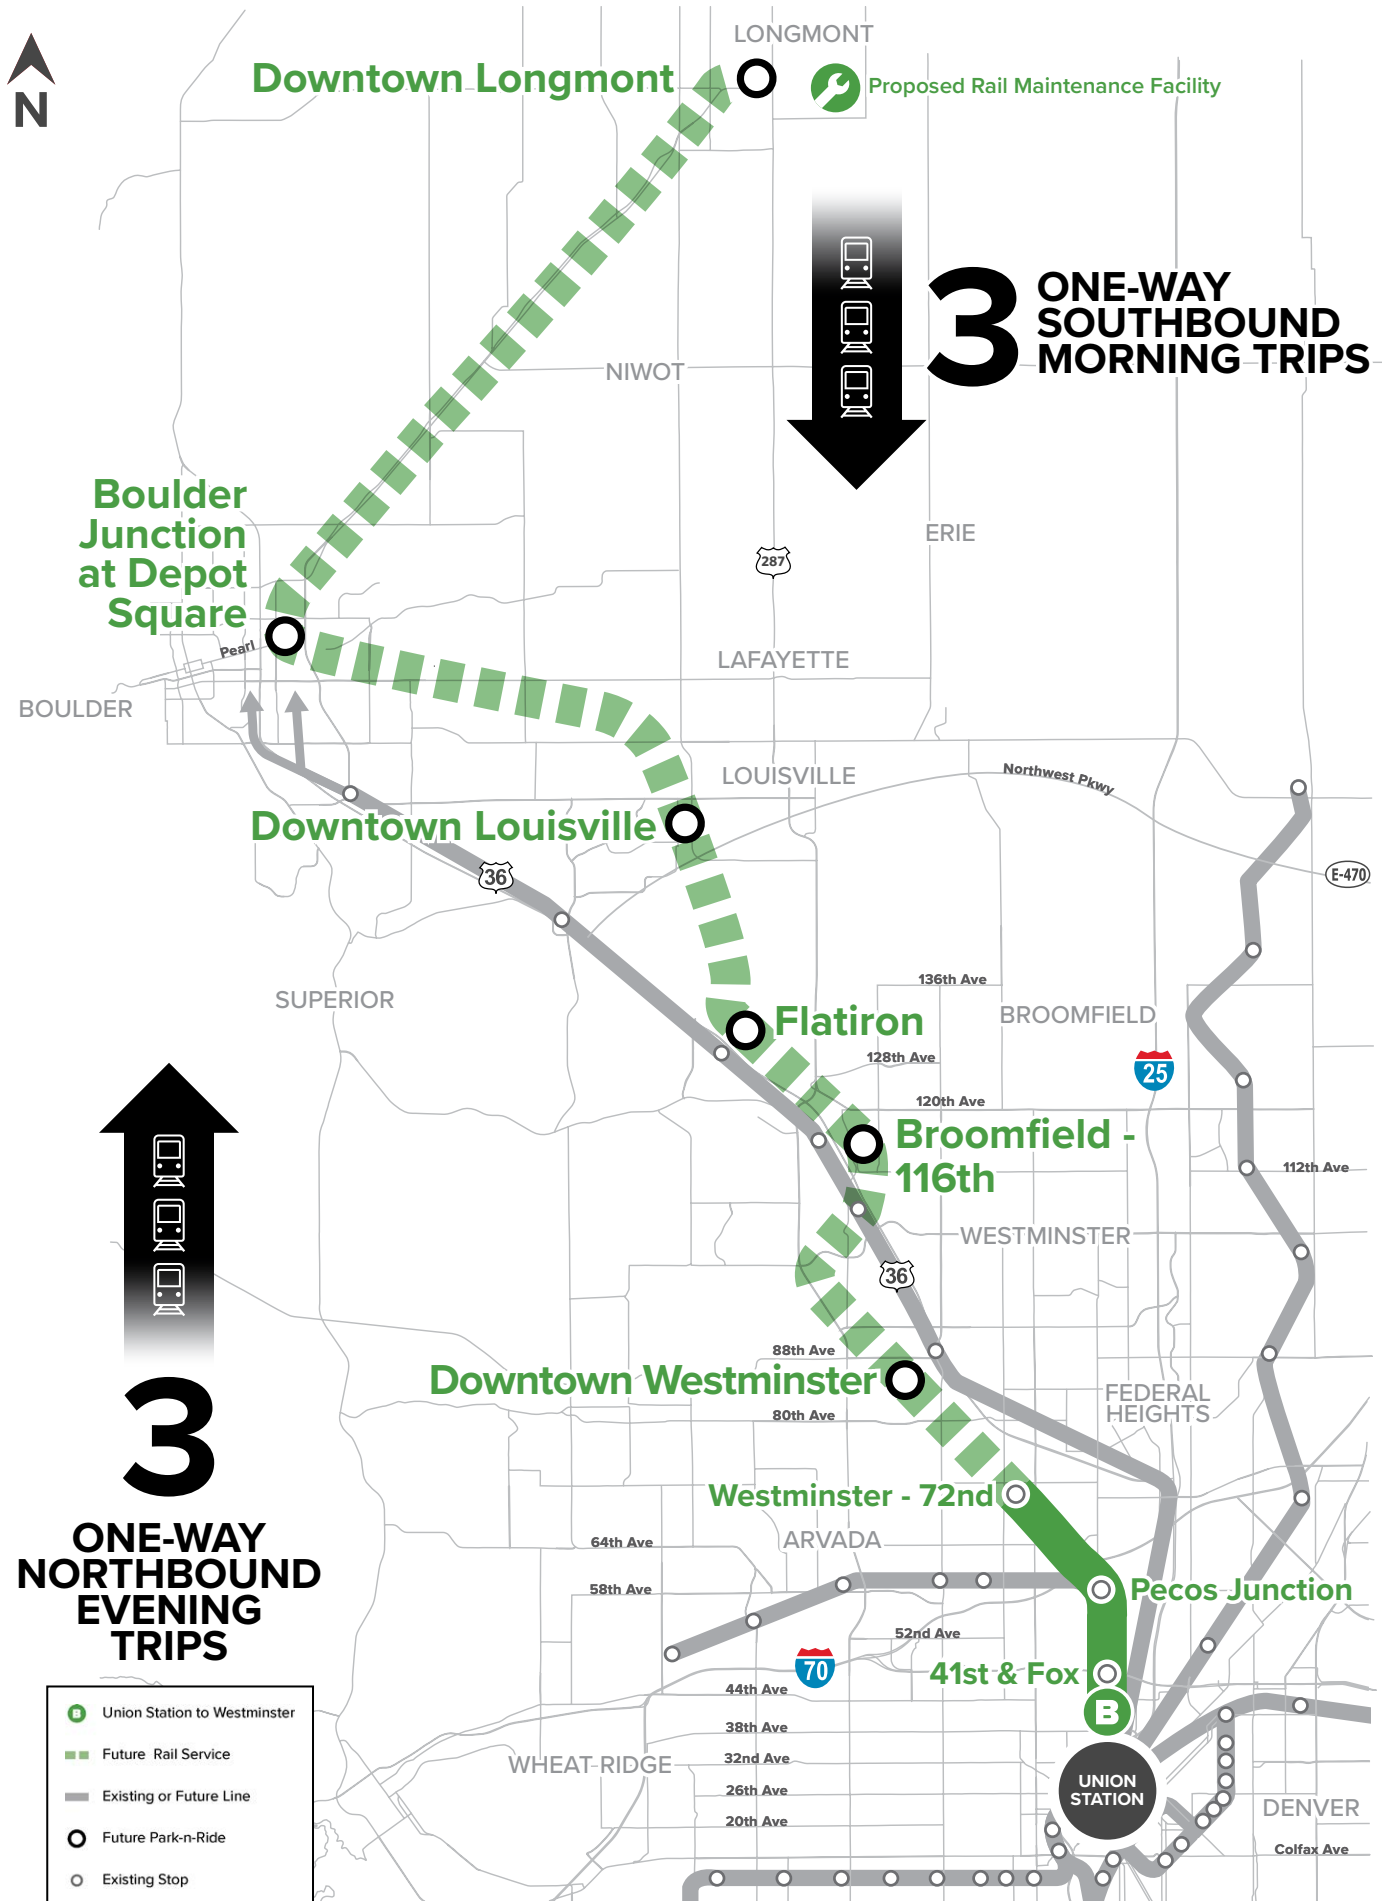 LONGMONT
N
Downtown Longmont
Proposed Rail Maintenance Facility
3
ONE-WAY
SOUTHBOUND
MORNING TRIPS
NIWOT
Boulder
Junction
at Depot
Square
ERIE
287
Pearl
LAFAYETTE
BOULDER
LOUISVILLE
Northwest Pkwy
Downtown Louisville
36
E-470
136th Ave
SUPERIOR
BROOMFIELD
Flatiron
128th Ave
25
120th Ave
Broomfield -
116th
112th Ave
WESTMINSTER
36
88th Ave
Downtown Westminster
FEDERAL
HEIGHTS
80th Ave
3
ONE-WAY
NORTHBOUND
EVENING
TRIPS
Westminster - 72nd
ARVADA
64th Ave
58th Ave
Pecos Junction
52nd Ave
70
41st & Fox
44th Ave
B
38th Ave
32nd Ave
WHEAT RIDGE
UNION
STATION
26th Ave
DENVER
20th Ave
Colfax Ave
B Union Station to Westminster
Future Rail Service
Existing or Future Line
Future Park-n-Ride
Existing Stop